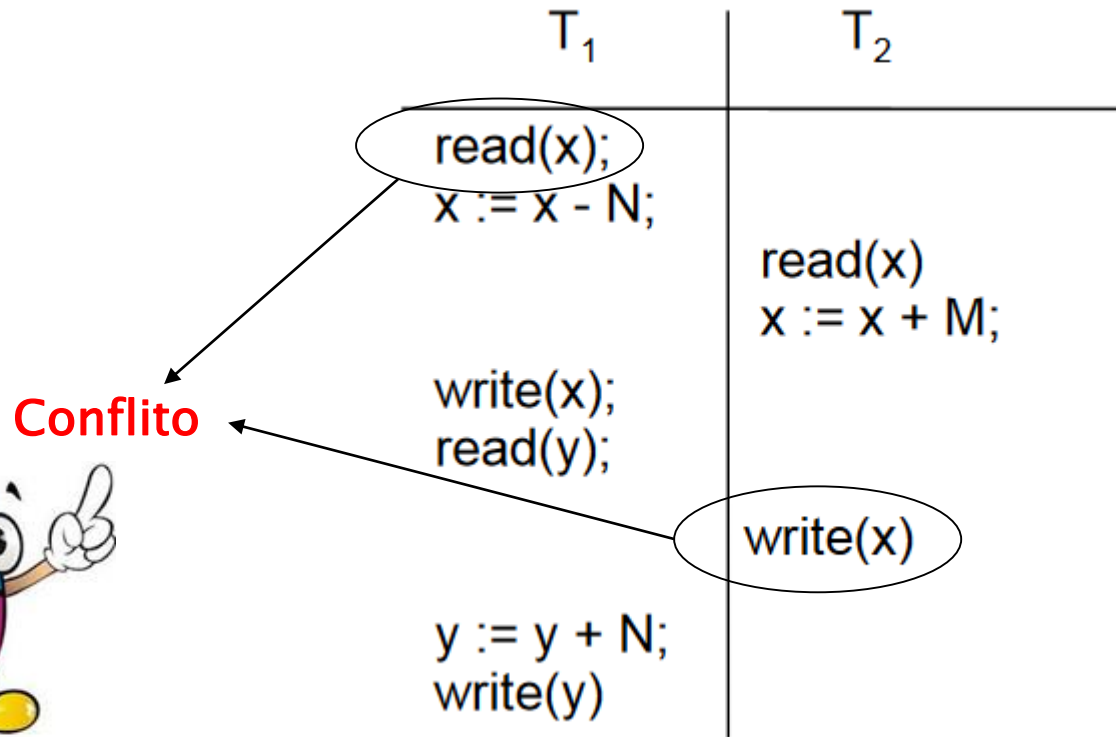 T1 T2
read(x);
x := x - N;
read(x)
x := x + M;
write(x);
Conflito
read(y);
write(x)
y := y + N;
write(y)